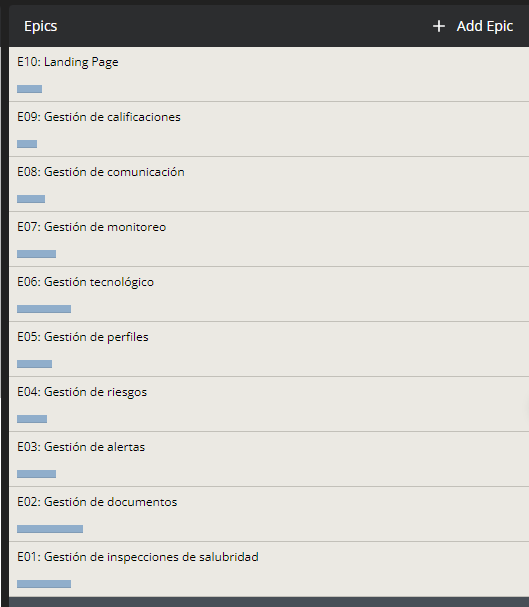 Epics
+ Add Epic
E10: Landing Page
E09: Gestión de calificaciones
E08: Gestión de comunicación
E07: Gestión de monitoreo
E06: Gestión tecnológico
E05: Gestión de perfiles
E04: Gestión de riesgos
E03: Gestión de alertas
E02: Gestión de documentos
E01: Gestión de inspecciones de salubridad